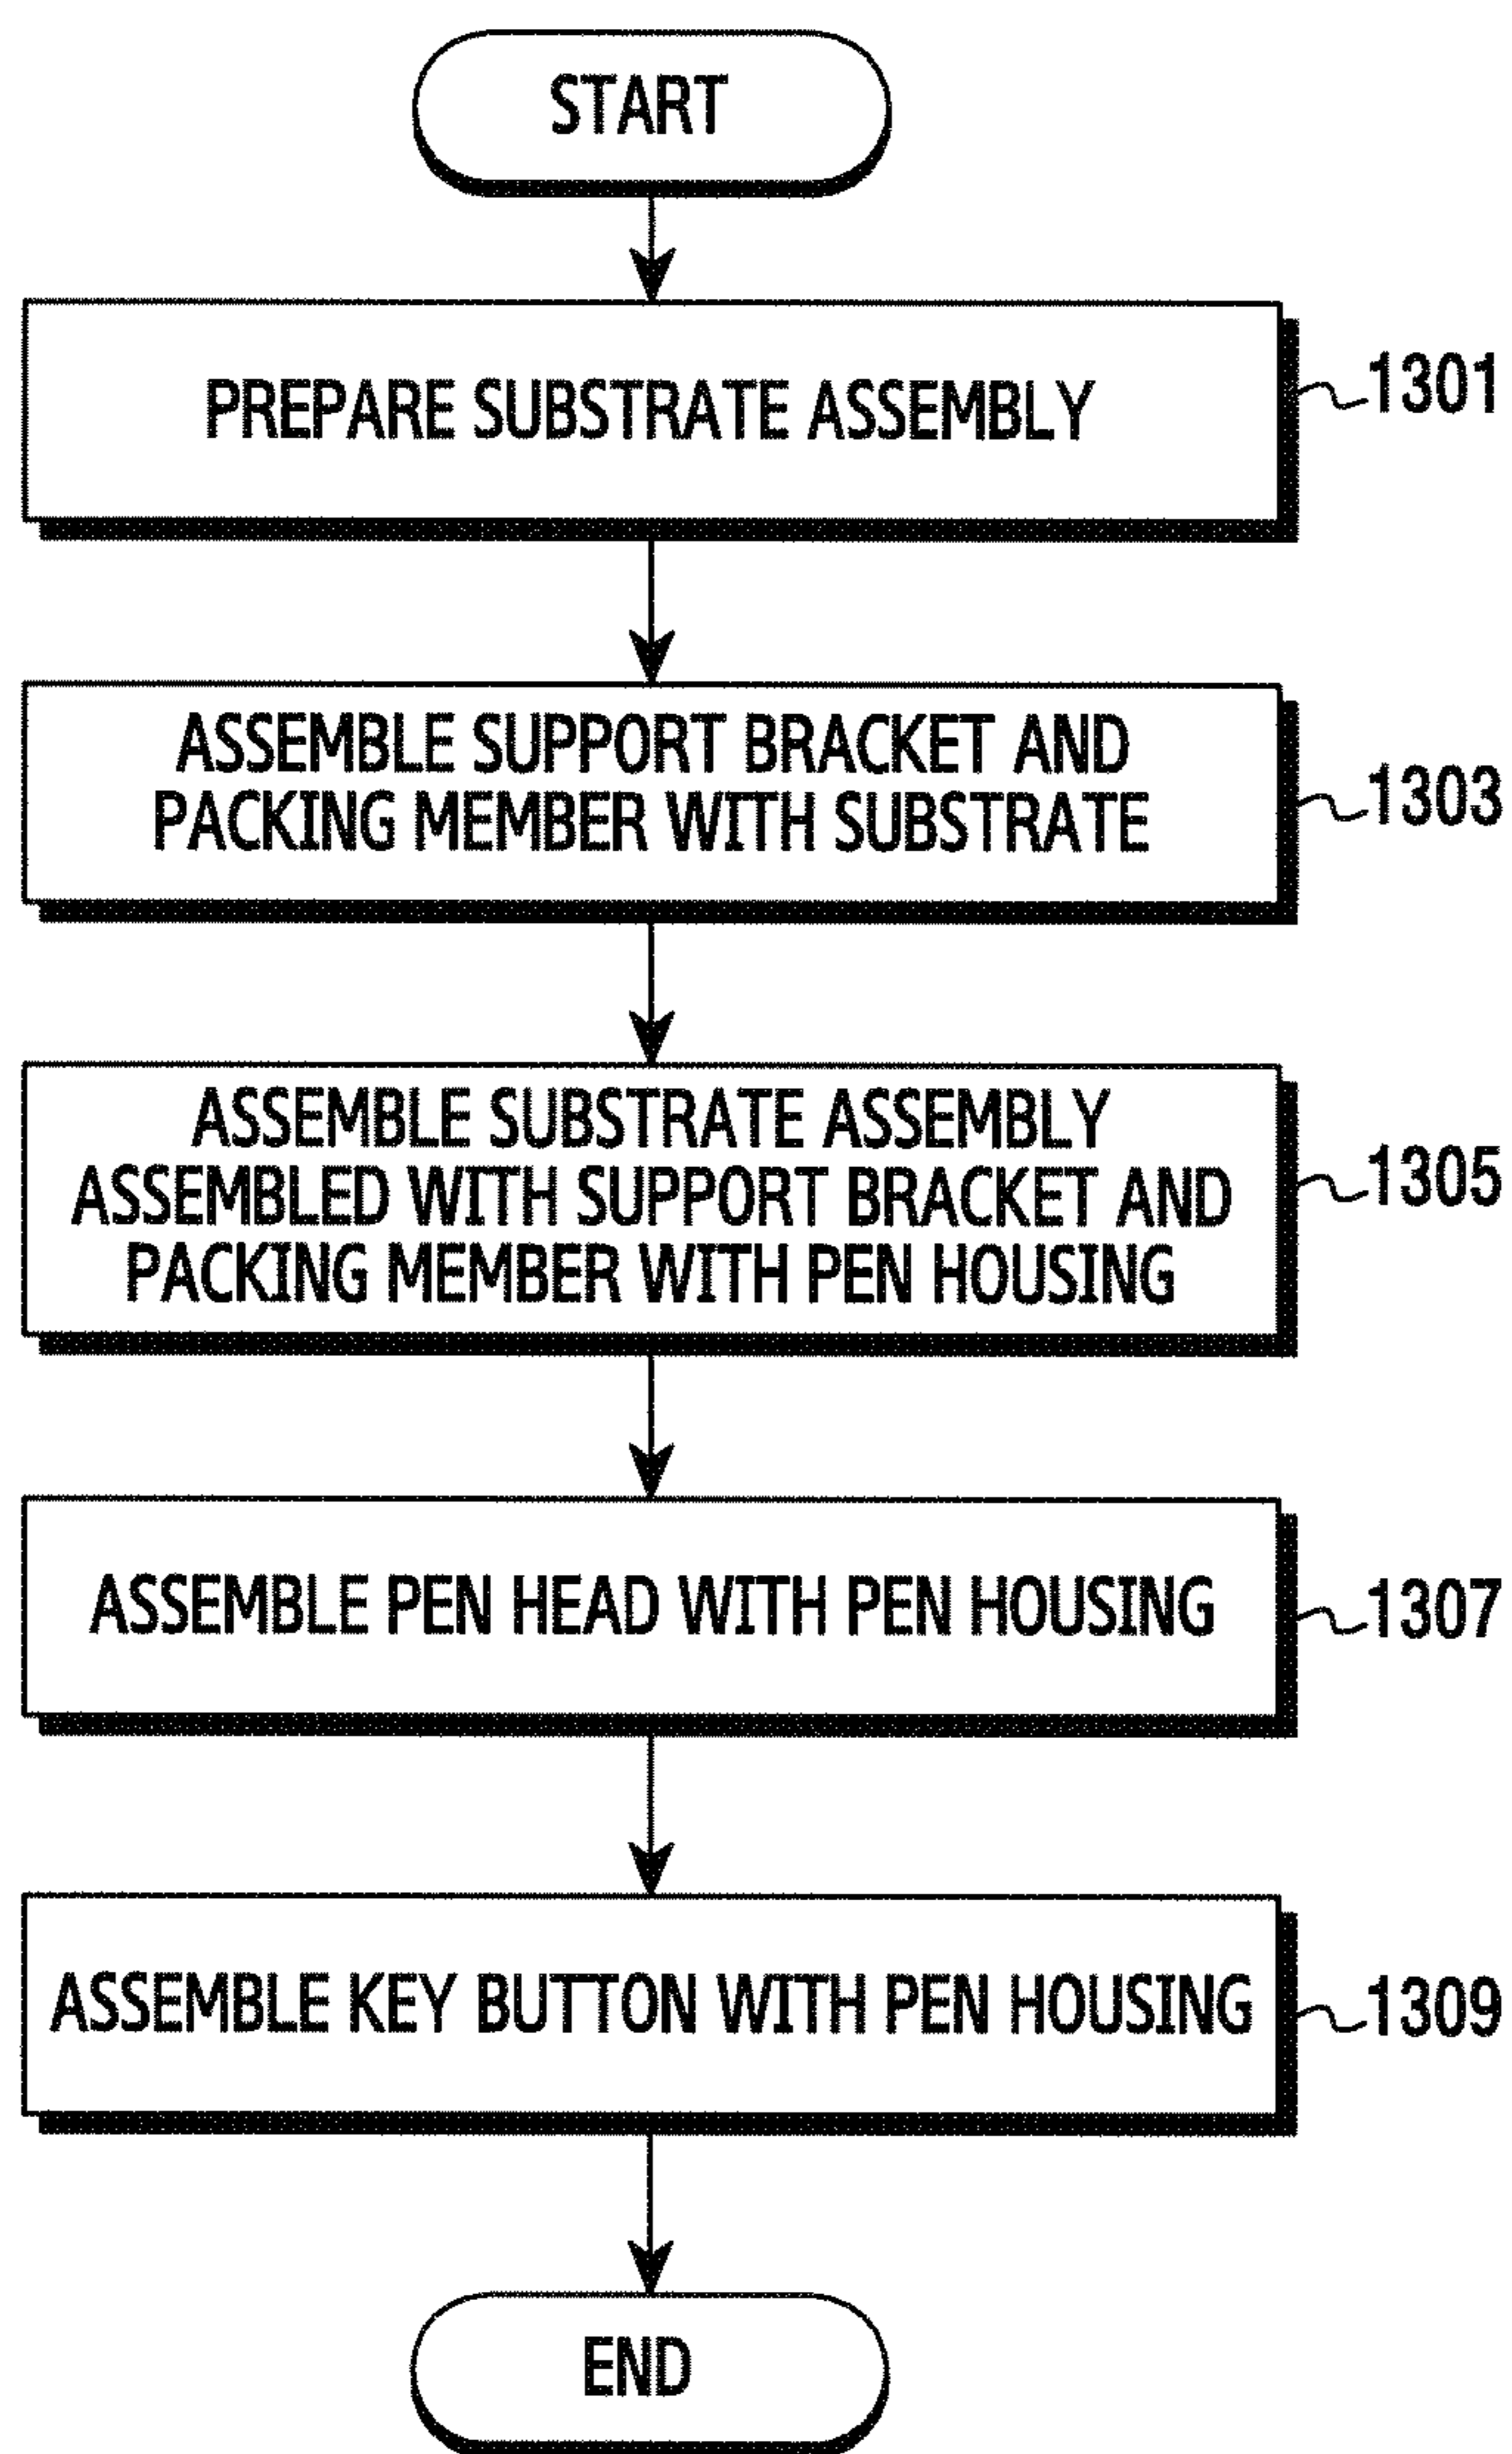 START
PREPARE SUBSTRATE ASSEMBLY
1301
ASSEMBLE SUPPORT BRACKET AND
PACKING MEMBER WITH SUBSTRATE
1303
ASSEMBLE SUBSTRATE ASSEMBLY
ASSEMBLED WITH SUPPORT BRACKET AND
PACKING MEMBER WITH PEN HOUSING
1305
ASSEMBLE PEN HEAD WITH PEN HOUSING
1307
ASSEMBLE KEY BUTTON WITH PEN HOUSING
1309
END